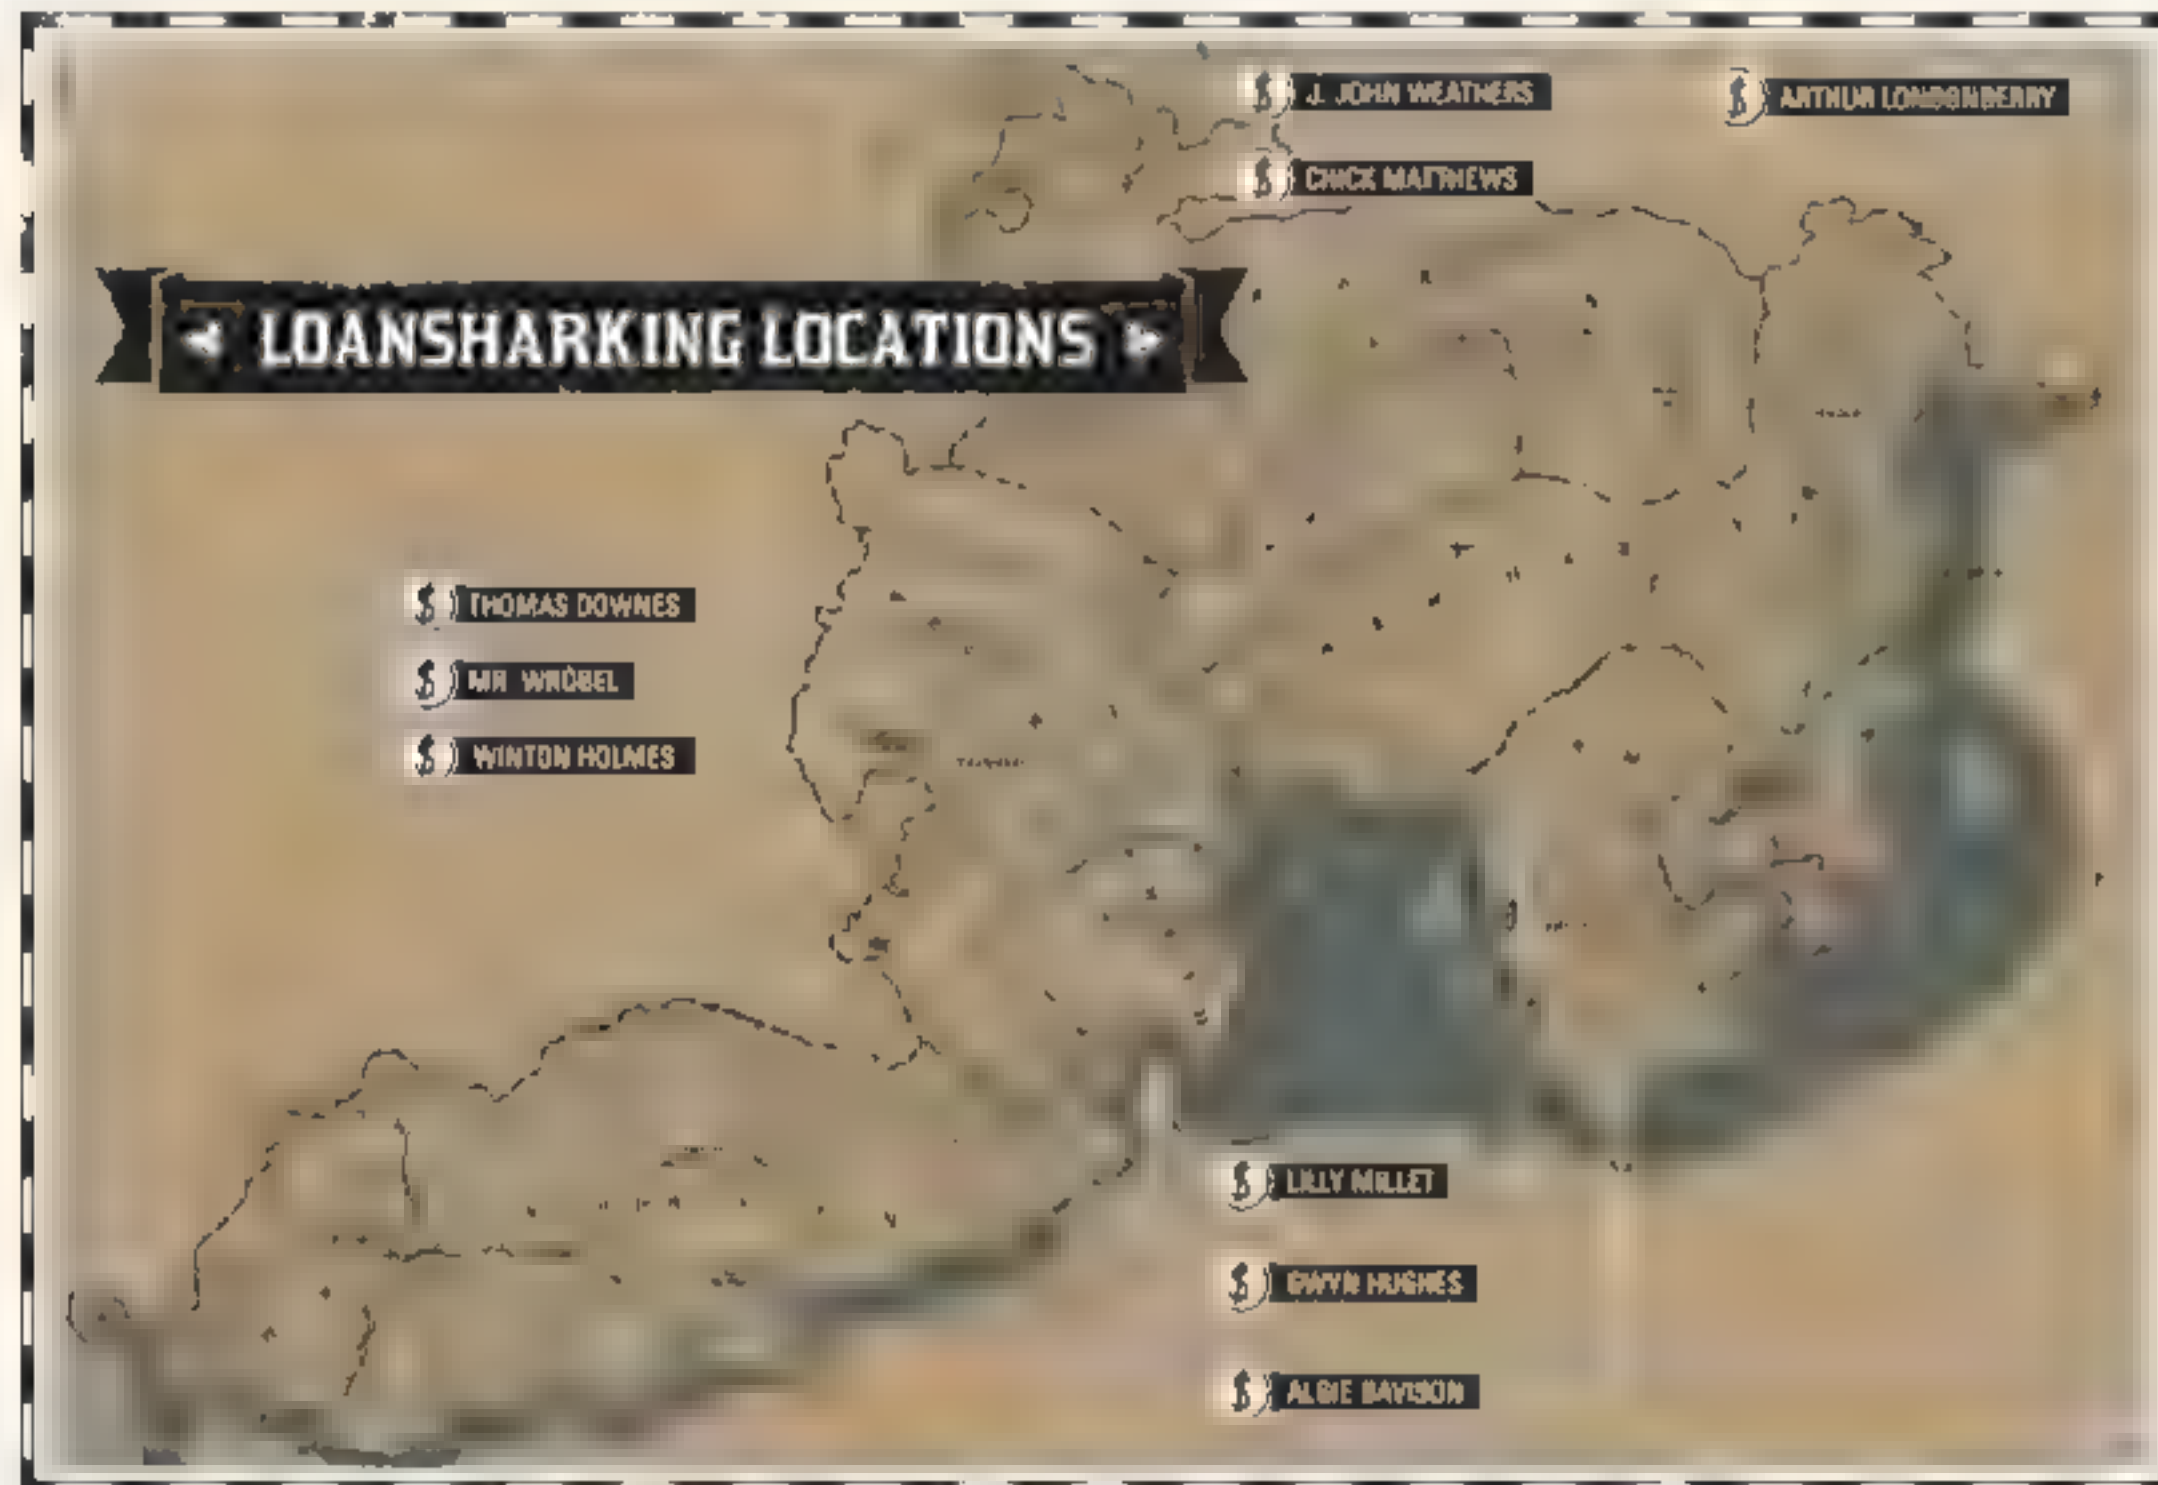 $ J. JOHN WEATHERS
$ ARTHUR LONDONBERRY
$ CHICK MATTHEWS
LOANSHARKING LOCATIONS
$ THOMAS DOWNES
$ MR WRÓBEL
$ WINTON HOLMES
$ LILLY MILLET
$ GWYN HUGHES
$ ALGIE DAVISON